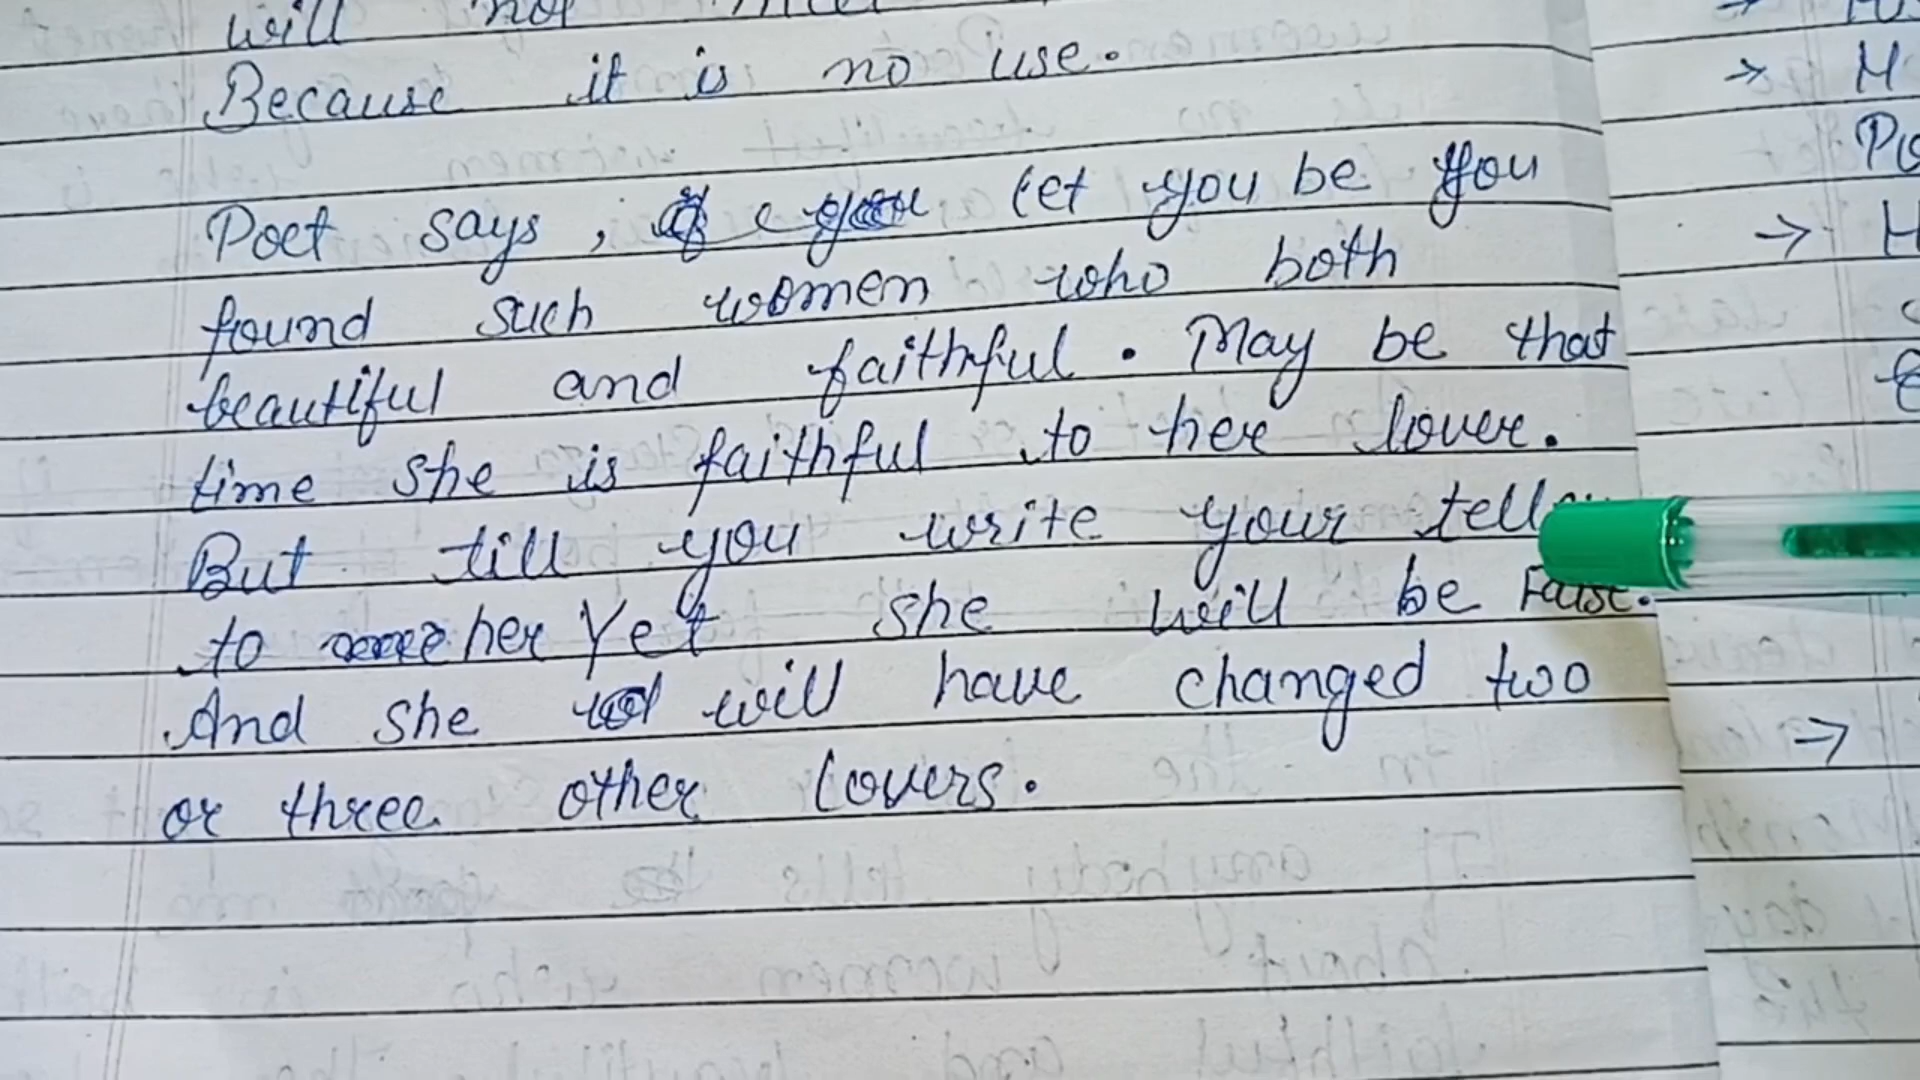 will not
Because it is no use.
Poet says, let you be you
found such women who both
beautiful and faithful. May be that
time she is faithful to her lover.
But till you write your
to her Yet she will be False.
And she will have changed two
or three other lovers.